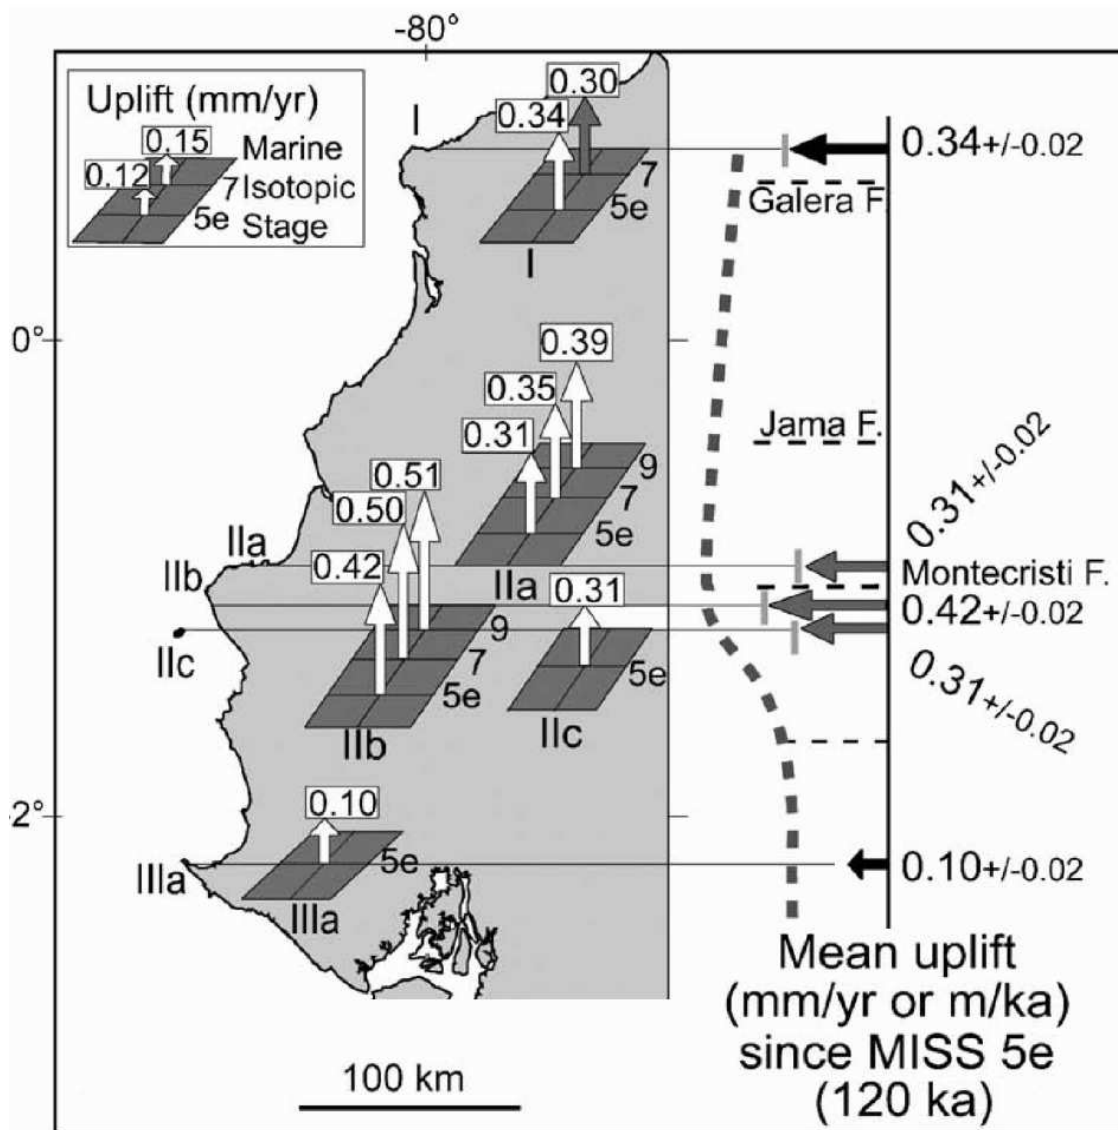 -80°
Uplift (mm/yr)
0.15
0.12
Marine
7 Isotopic
5e Stage
I
0.30
0.34
7
5e
I
0.34+/-0.02
Galera F.
0°
0.39
0.35
0.31
9
7
5e
IIa
Jama F.
0.31+/-0.02
0.51
0.50
0.42
9
7
5e
IIb
IIa
IIb
IIc
0.31
5e
IIc
Montecristi F.
0.42+/-0.02
0.31+/-0.02
-2°
0.10
5e
IIIa
IIIa
0.10+/-0.02
Mean uplift
(mm/yr or m/ka)
since MISS 5e
(120 ka)
100 km